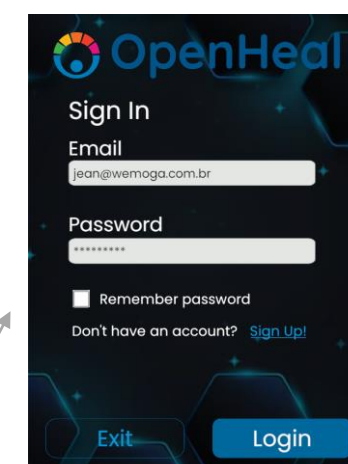 OpenHeal
Sign In
Email
jean@wemoga.com.br
Password
*********
Remember password
Don't have an account? Sign Up!
Exit
Login